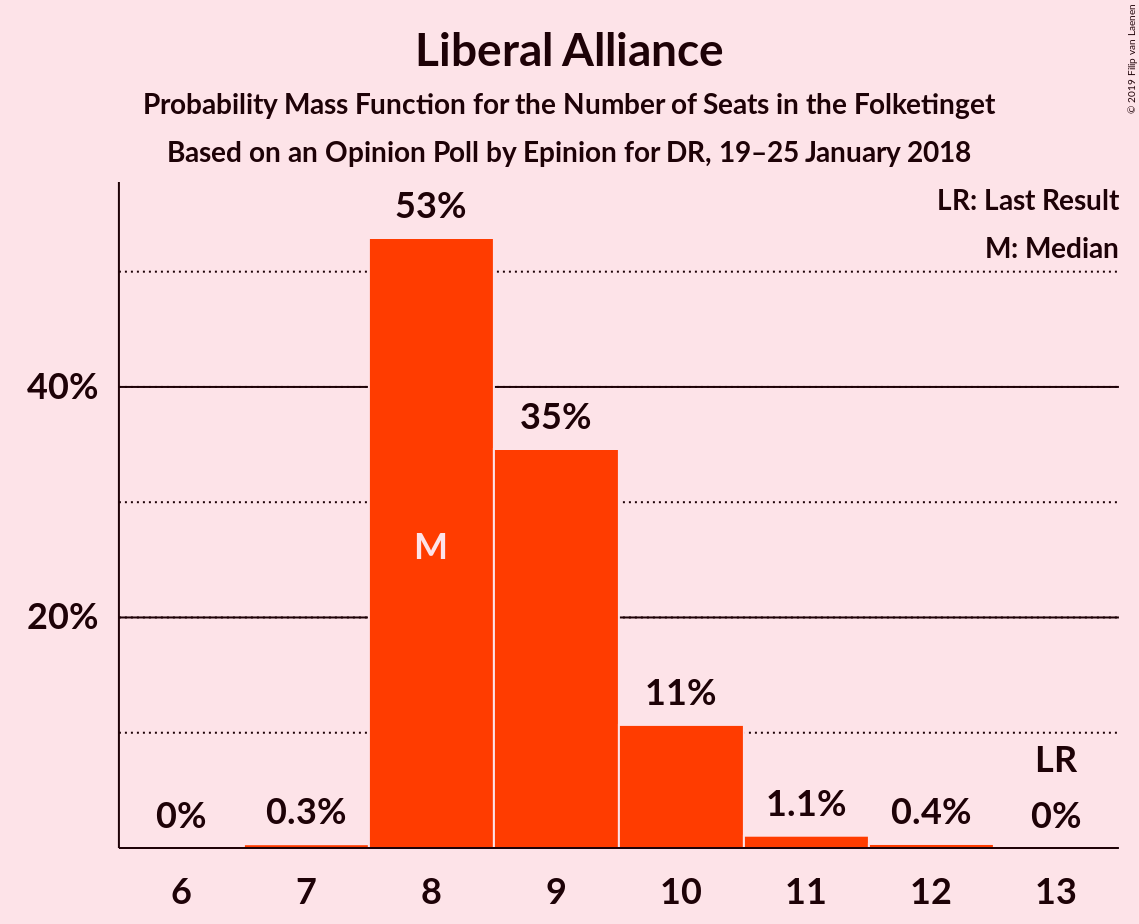 Liberal Alliance
Probability Mass Function for the Number of Seats in the Folketinget
Based on an Opinion Poll by Epinion for DR, 19–25 January 2018
© 2019 Filip van Laenen
LR: Last Result
M: Median
53%
40%
35%
M
20%
11%
LR
0%
0.3%
1.1%
0.4%
0%
6 7 8 9 10 11 12 13